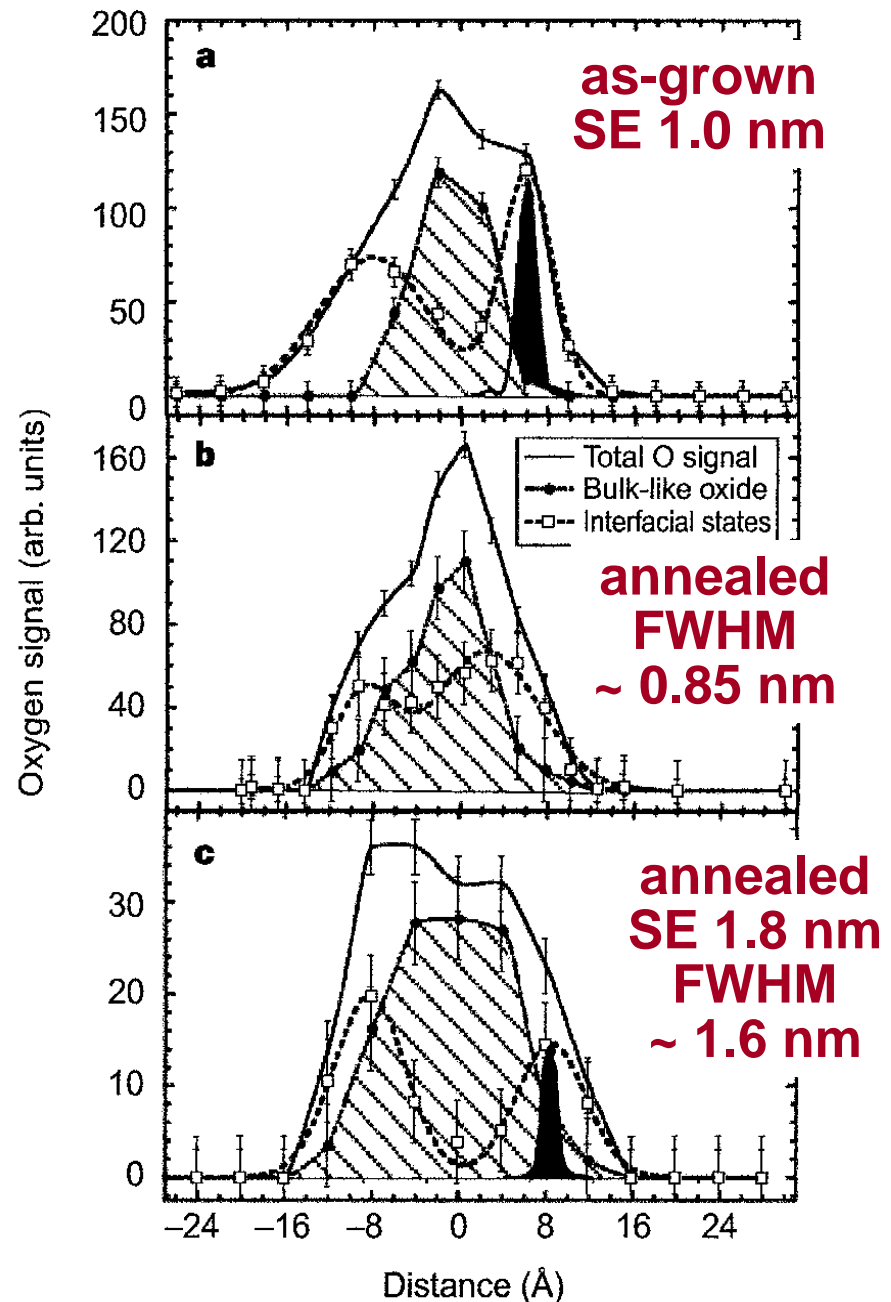 200
150
100
50
0
a
as-grown
SE 1.0 nm
160
120
80
40
0
b
Total O signal
Bulk-like oxide
Interfacial states
annealed
FWHM
~ 0.85 nm
Oxygen signal (arb. units)
30
20
10
0
c
annealed
SE 1.8 nm
FWHM
~ 1.6 nm
−24 −16 −8 0 8 16 24
Distance (Å)